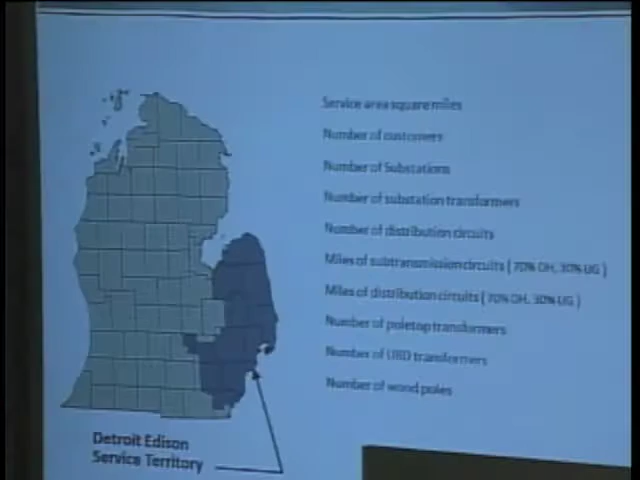 Service area square miles
Number of customers
Number of Substations
Number of substation transformers
Number of distribution circuits
Miles of subtransmission circuits ( 70% OH, 30% UG )
Miles of distribution circuits ( 70% OH, 30% UG )
Number of poletop transformers
Number of URD transformers
Number of wood poles
Detroit Edison
Service Territory